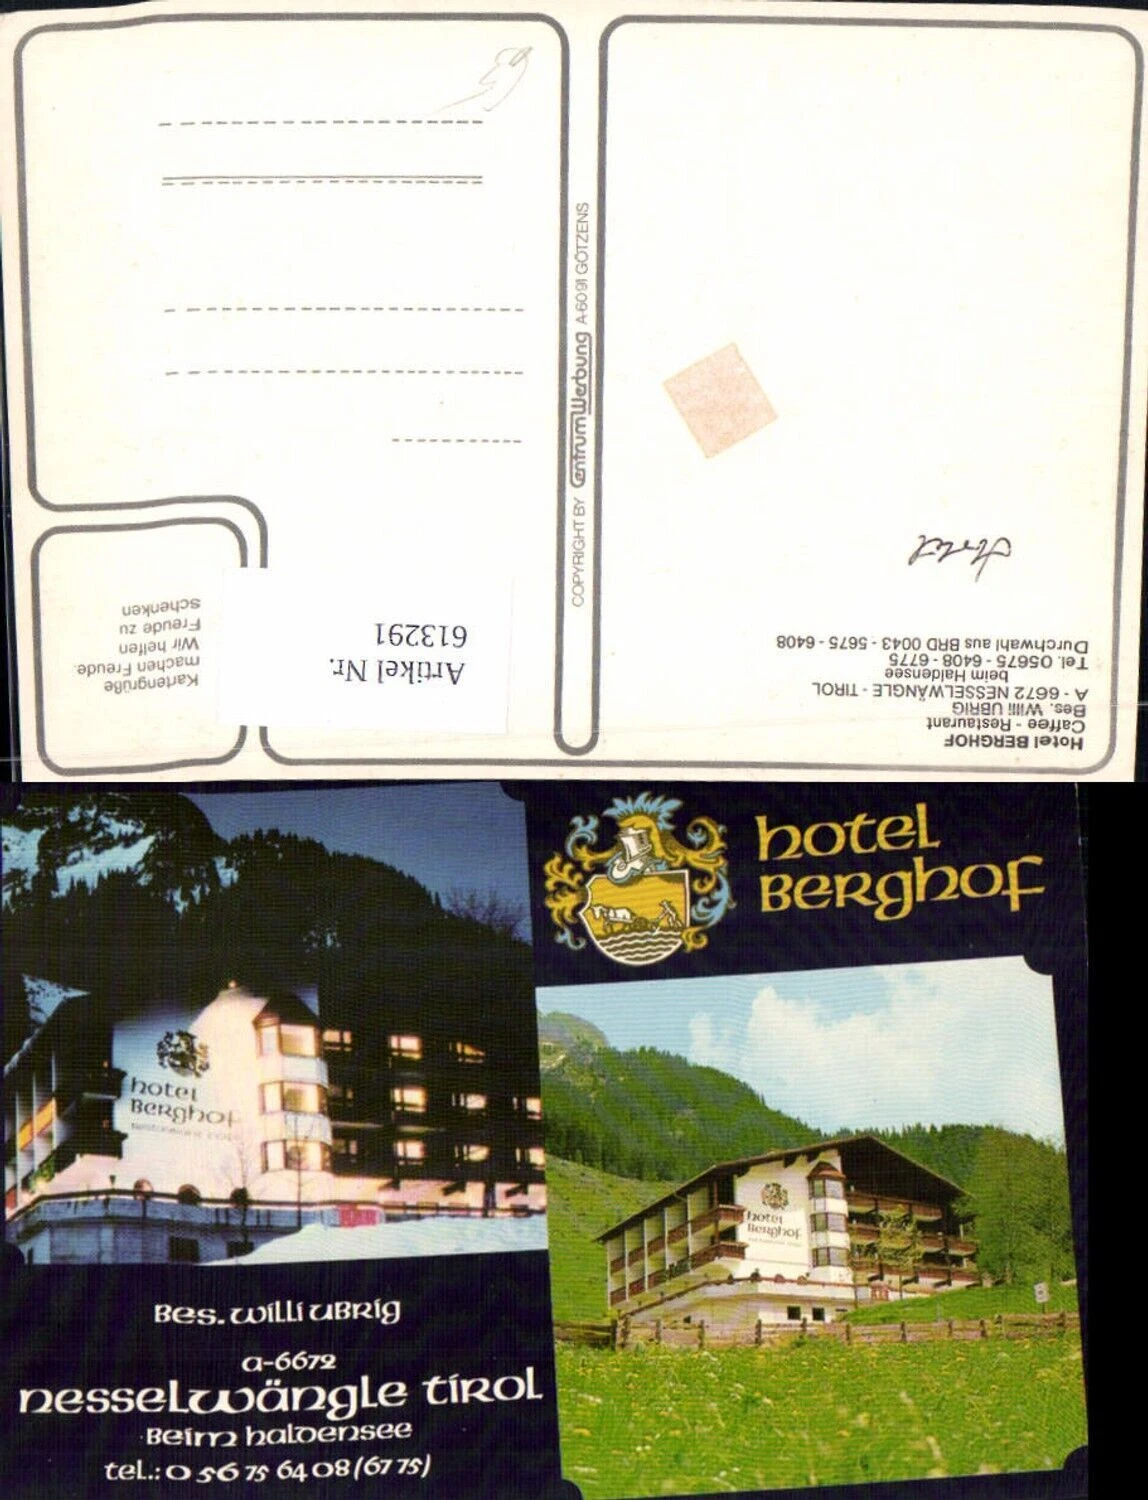 Hotel BERGHOF
Caffee - Restaurant
Bes. Willi UBRIG
A - 6672 NESSELWÄNGLE - TIROL
beim Haldensee
Tel. 05675 - 6408 - 6775
Durchwahl aus BRD 0043 - 5675 - 6408
COPYRIGHT BY CentrumWerbung A-6091 GÖTZENS
Artikel Nr.
613291
Kartengrüße
machen Freude.
Wir helfen
Freude zu
schenken
hotel
Berghof
hotel
Berghof
hotel
Berghof
Bes. Willi Ubrig
a-6672
nesselwängle tirol
Beim haldensee
tel.: 0 56 75 64 08 (67 75)